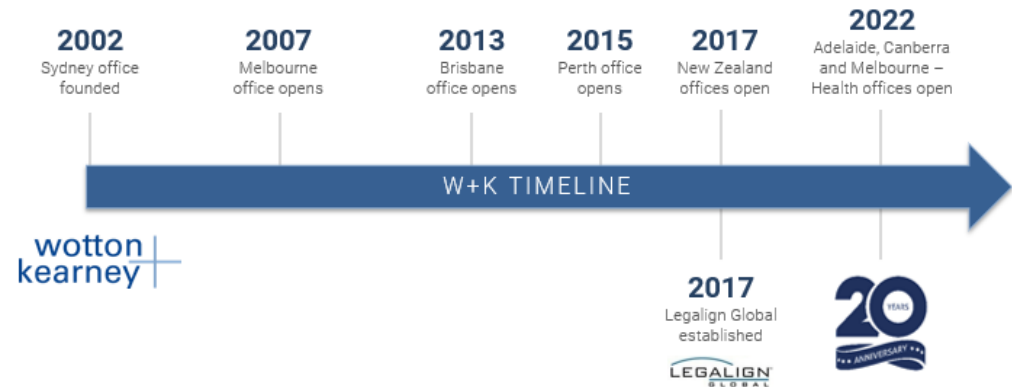 2002
Sydney office
founded
2007
Melbourne
office opens
2013
Brisbane
office opens
2015
Perth office
opens
2017
New Zealand
offices open
2022
Adelaide, Canberra
and Melbourne –
Health offices open
W+K TIMELINE
wotton
kearney
2017
Legalign Global
established
LEGALIGN
GLOBAL
20
YEARS
ANNIVERSARY